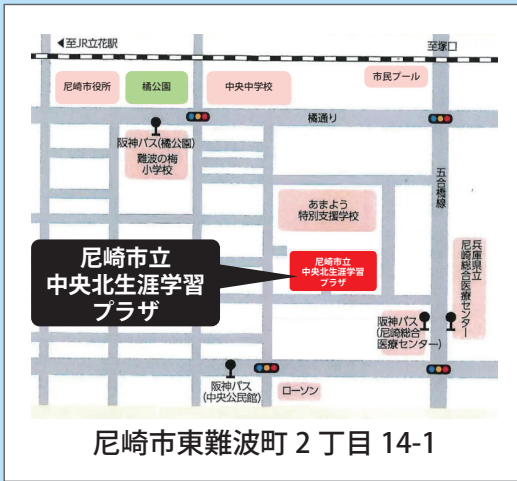 ◀至JR立花駅
至塚口
尼崎市役所
橘公園
中央中学校
市民プール
橘通り
阪神バス(橘公園)
難波の梅
小学校
五合橋線
あまよう
特別支援学校
尼崎市立
中央北生涯学習
プラザ
尼崎市立
中央北生涯学習
プラザ
兵庫県立
尼崎総合医療センター
阪神バス
(尼崎総合
医療センター)
阪神バス
(中央公民館)
ローソン
尼崎市東難波町 2 丁目 14-1